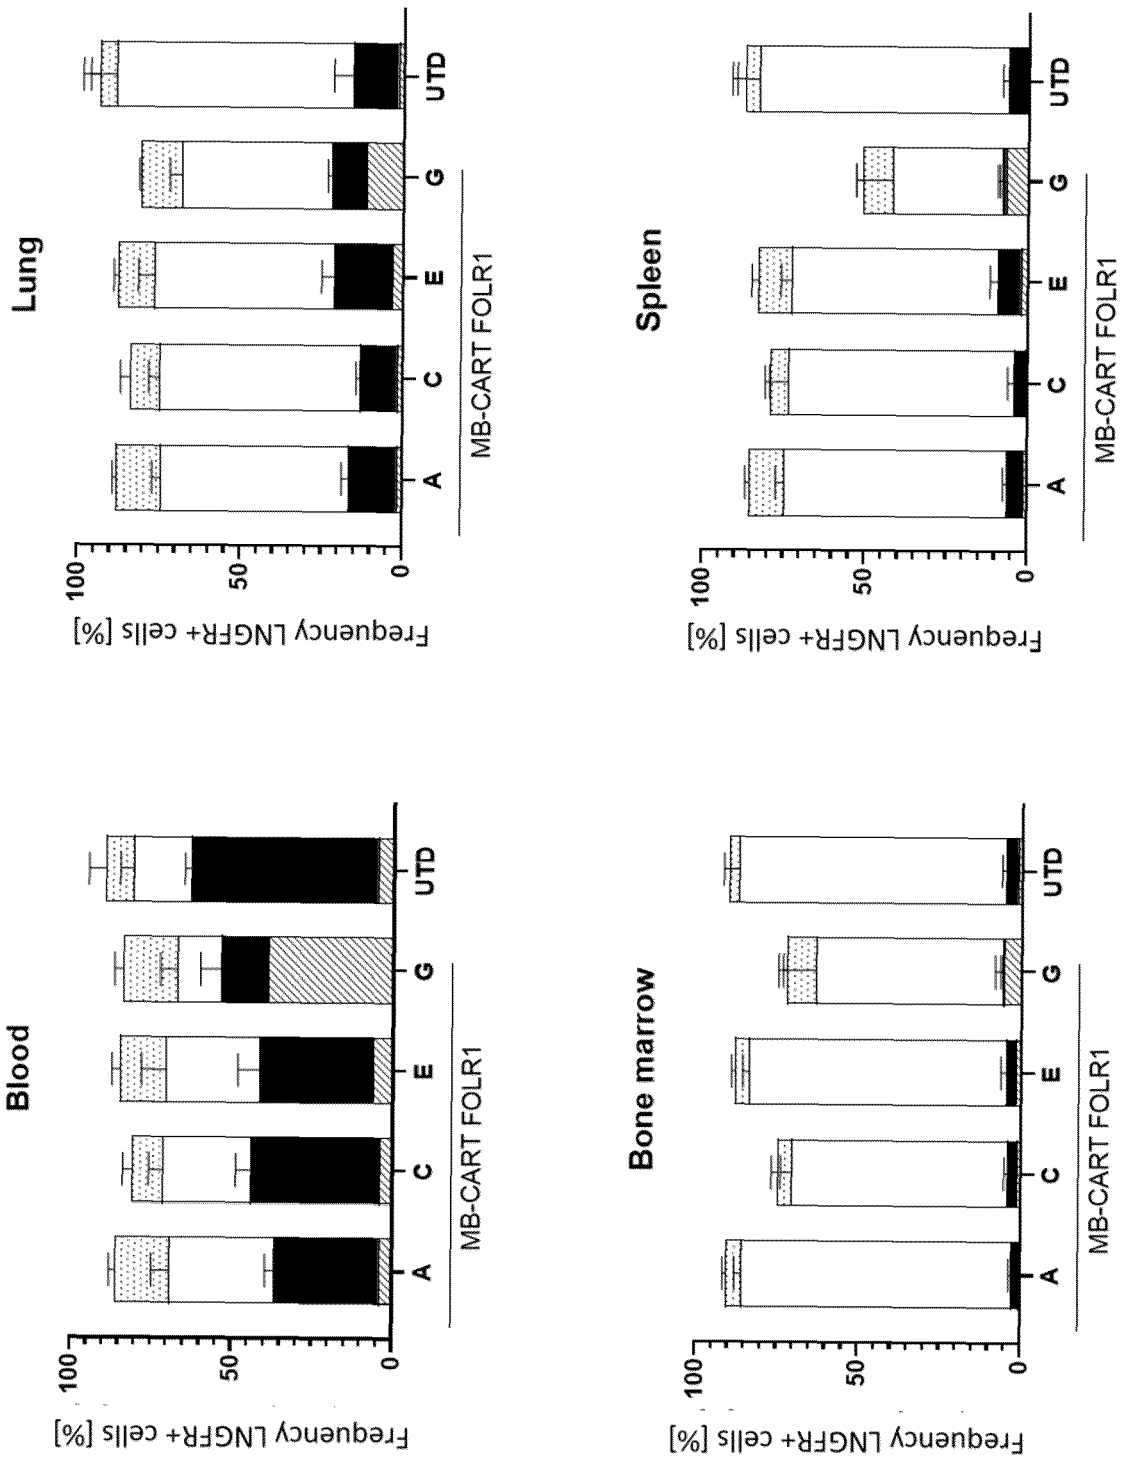 Blood
Frequency LNGFR+ cells [%]
100
50
0
A C E G UTD
MB-CART FOLR1
Lung
Frequency LNGFR+ cells [%]
100
50
0
A C E G UTD
MB-CART FOLR1
Bone marrow
Frequency LNGFR+ cells [%]
100
50
0
A C E G UTD
MB-CART FOLR1
Spleen
Frequency LNGFR+ cells [%]
100
50
0
A C E G UTD
MB-CART FOLR1